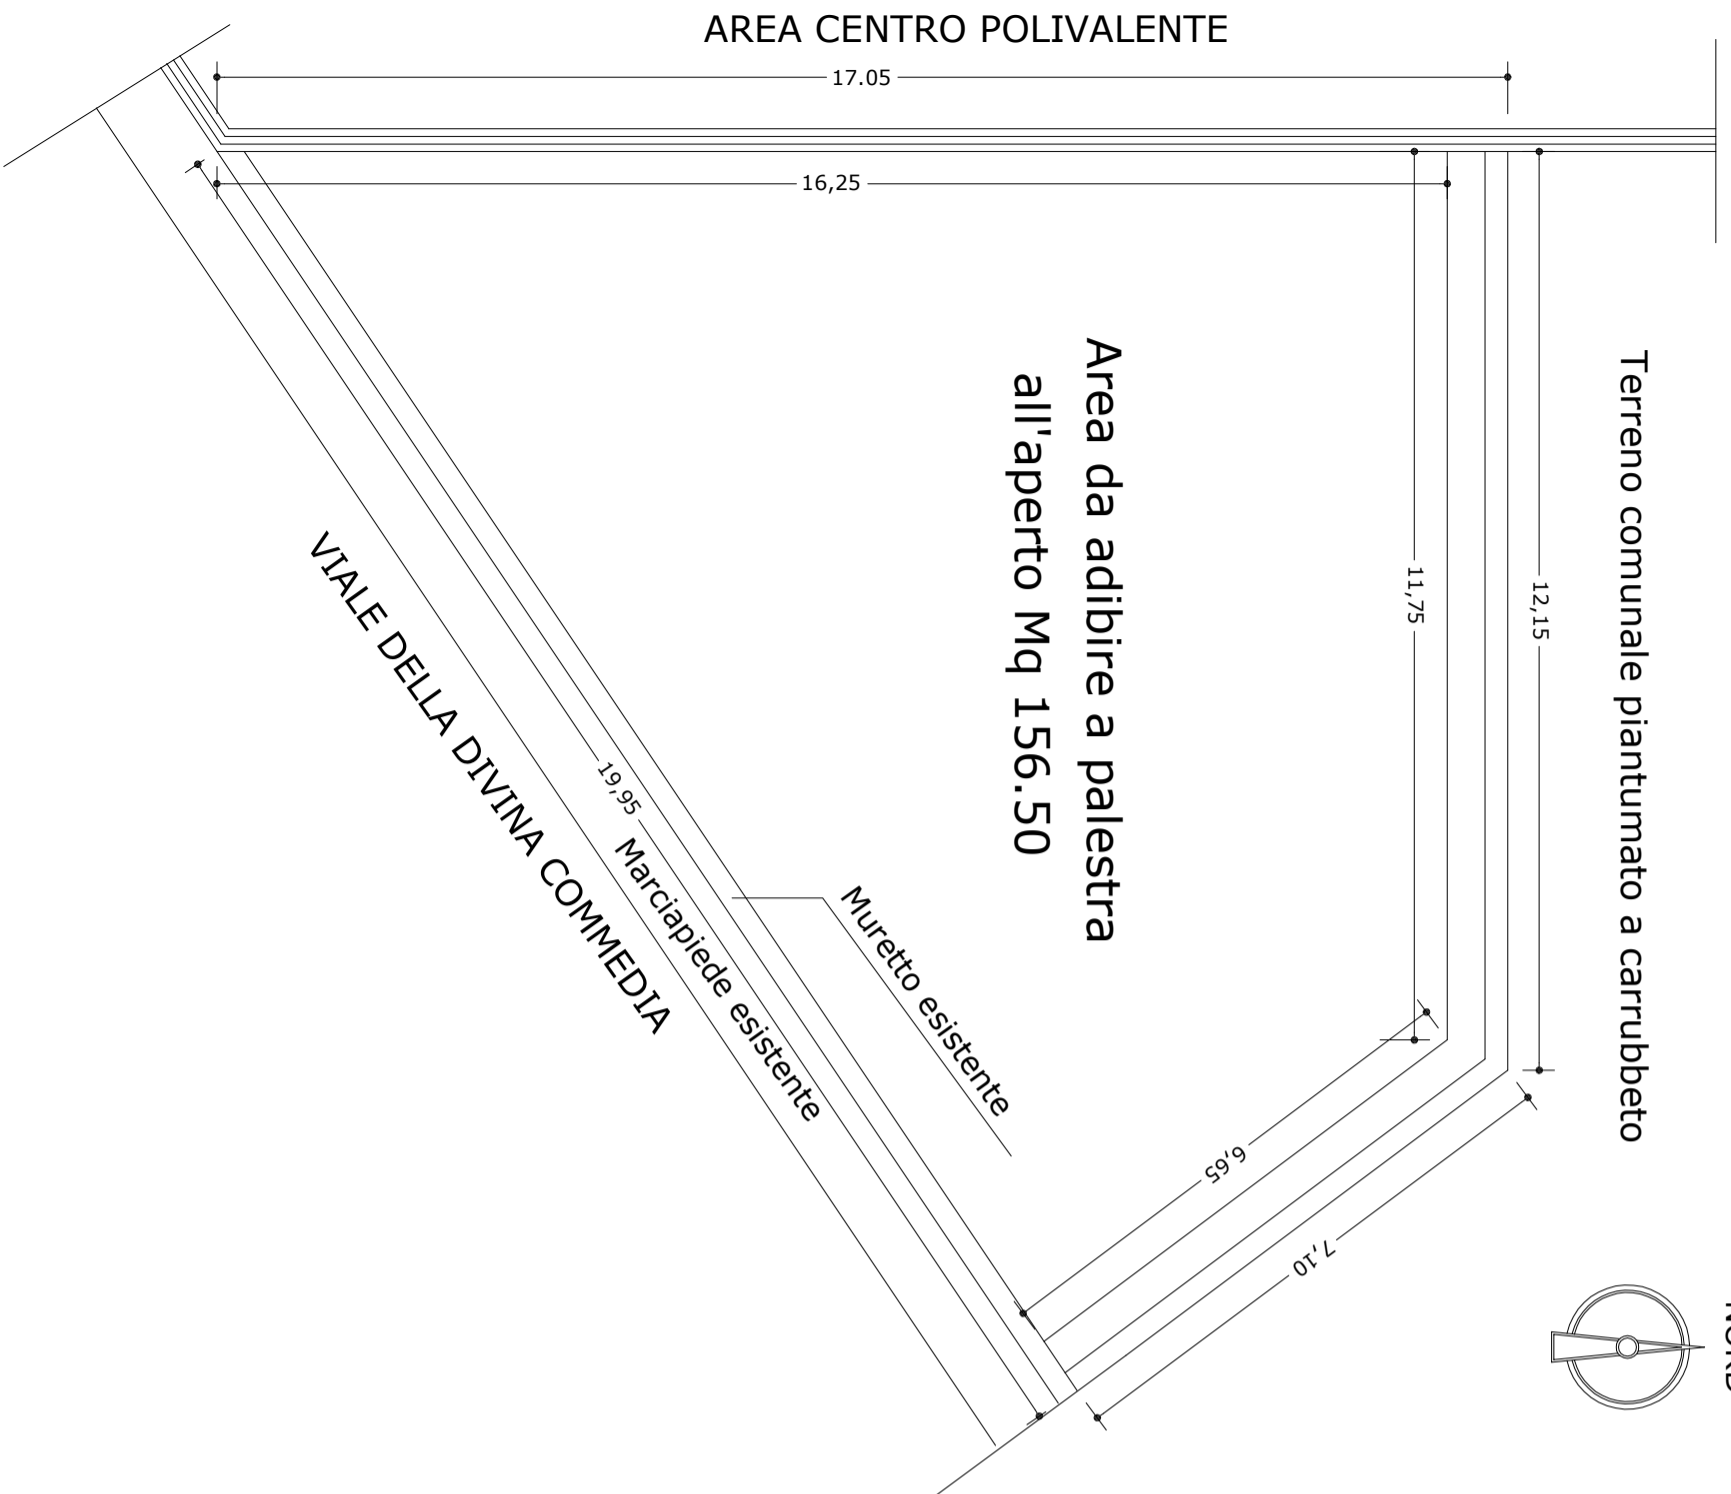 AREA CENTRO POLIVALENTE
17.05
16,25
Area da adibire a palestra
all'aperto Mq 156.50
11,75
12,15
Terreno comunale piantumato a carrubbeto
19,95
VIALE DELLA DIVINA COMMEDIA
Marciapiede esistente
Muretto esistente
6,65
7,10
NORD